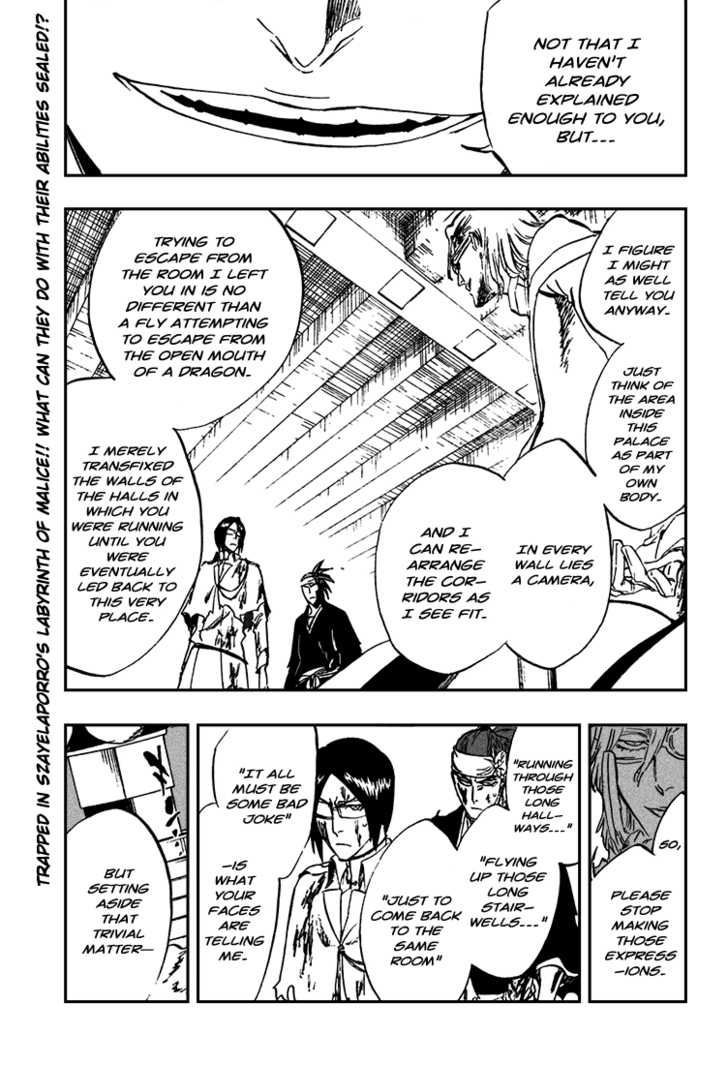 TRAPPED IN SZAYELAPORRO'S LABYRINTH OF MALICE!! WHAT CAN THEY DO WITH THEIR ABILITIES SEALED!?
NOT THAT I
HAVEN'T
ALREADY
EXPLAINED
ENOUGH TO YOU,
BUT---
I FIGURE
I MIGHT
AS WELL
TELL YOU
ANYWAY.
JUST
THINK OF
THE AREA
INSIDE
THIS
PALACE
AS PART
OF MY
OWN
BODY.
IN EVERY
WALL LIES
A CAMERA,
AND I
CAN RE-
ARRANGE
THE COR-
RIDORS AS
I SEE FIT.
TRYING TO
ESCAPE FROM
THE ROOM I LEFT
YOU IN IS NO
DIFFERENT THAN
A FLY ATTEMPTING
TO ESCAPE FROM
THE OPEN MOUTH
OF A DRAGON.
I MERELY
TRANSFIXED
THE WALLS OF
THE HALLS IN
WHICH YOU
WERE RUNNING
UNTIL YOU
WERE
EVENTUALLY
LED BACK TO
THIS VERY
PLACE.
SO,
PLEASE
STOP
MAKING
THOSE
EXPRESS
-IONS.
"RUNNING
THROUGH
THOSE
LONG
HALL-
WAYS---"
"FLYING
UP THOSE
LONG
STAIR-
WELLS---"
"JUST TO
COME BACK
TO THE
SAME
ROOM"
"IT ALL
MUST BE
SOME BAD
JOKE"
-IS
WHAT
YOUR
FACES
ARE
TELLING
ME.
BUT
SETTING
ASIDE
THAT
TRIVIAL
MATTER-